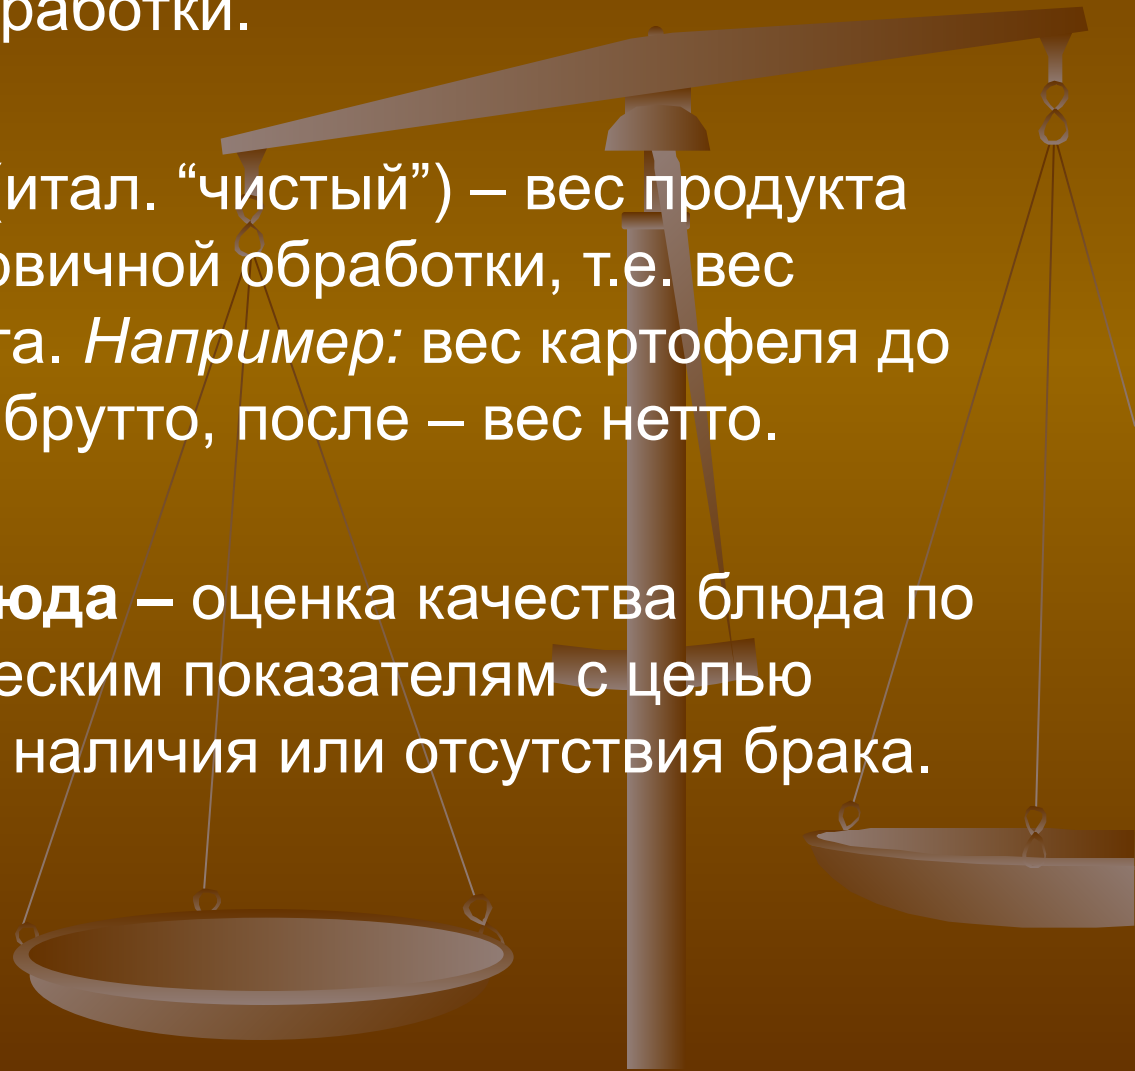 работки.
(итал. “чистый”) – вес продукта
овичной обработки, т.е. вес
та. Например: вес картофеля до
брутто, после – вес нетто.
юда – оценка качества блюда по
еским показателям с целью
наличия или отсутствия брака.